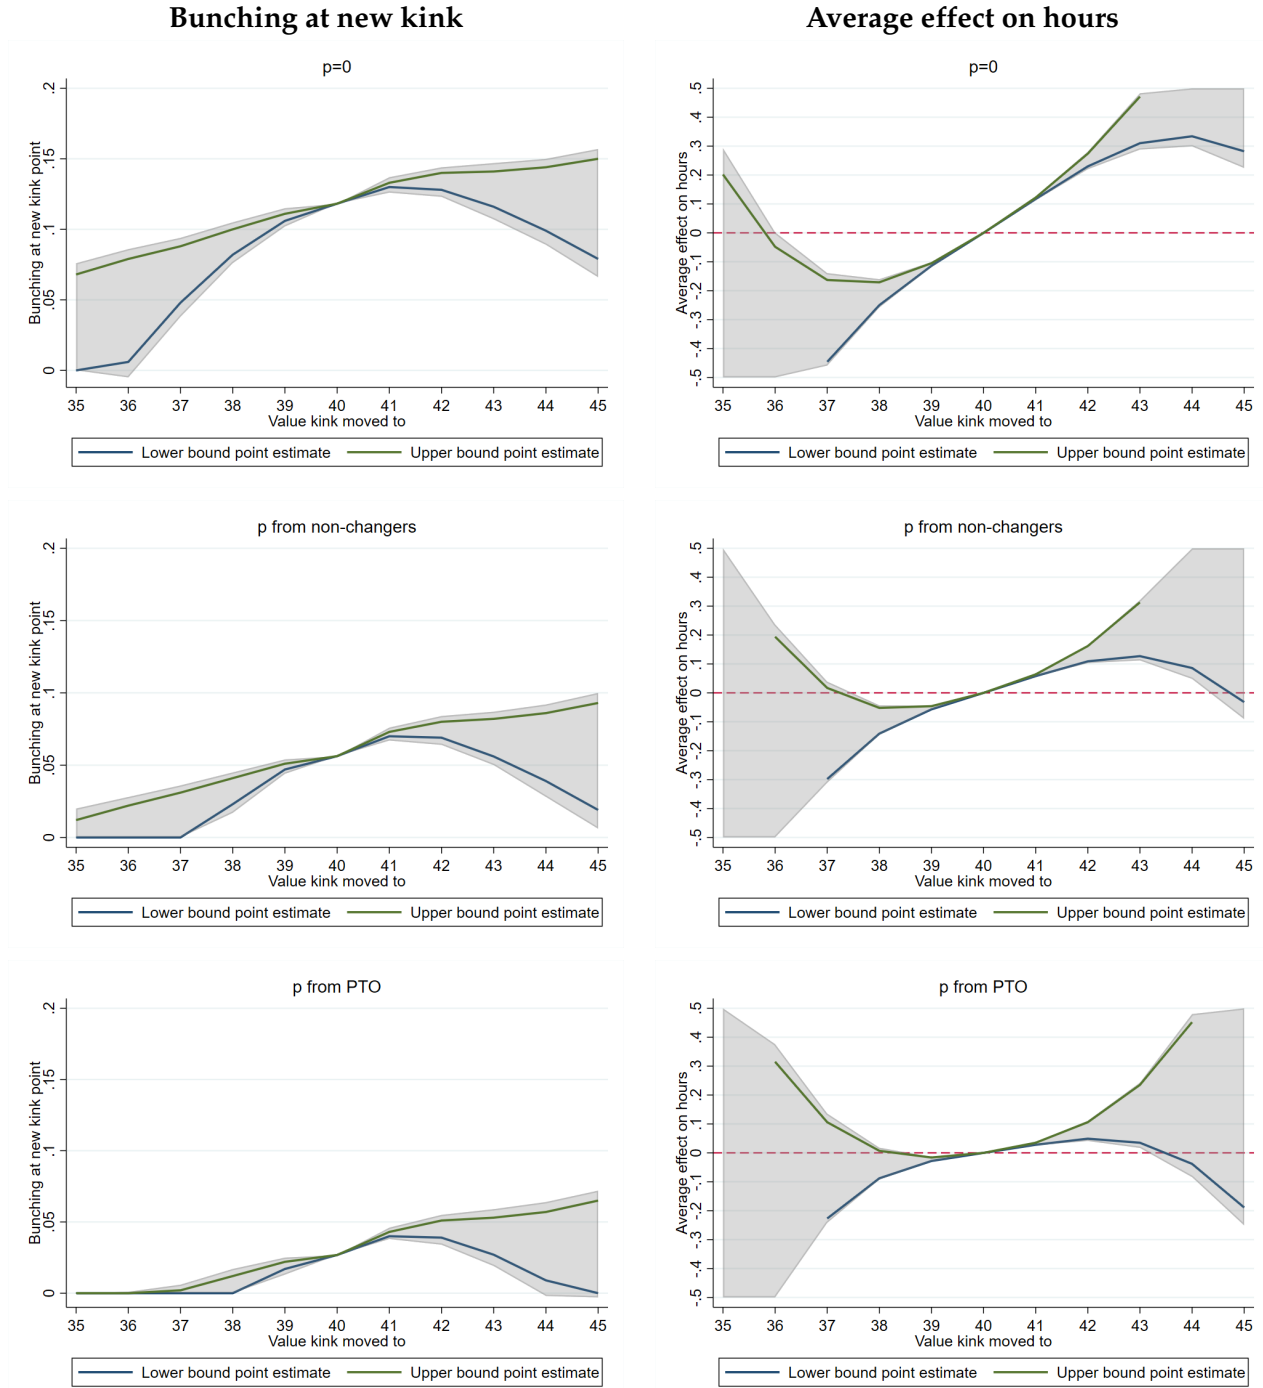 Bunching at new kink
Average effect on hours
p=0
Bunching at new kink point
.2
.15
.1
.05
0
35 36 37 38 39 40 41 42 43 44 45
Value kink moved to
Lower bound point estimate
Upper bound point estimate
p=0
Average effect on hours
.5
.4
.3
.2
.1
0
-.1
-.2
-.3
-.4
-.5
35 36 37 38 39 40 41 42 43 44 45
Value kink moved to
Lower bound point estimate
Upper bound point estimate
p from non-changers
Bunching at new kink point
.2
.15
.1
.05
0
35 36 37 38 39 40 41 42 43 44 45
Value kink moved to
Lower bound point estimate
Upper bound point estimate
p from non-changers
Average effect on hours
.5
.4
.3
.2
.1
0
-.1
-.2
-.3
-.4
-.5
35 36 37 38 39 40 41 42 43 44 45
Value kink moved to
Lower bound point estimate
Upper bound point estimate
p from PTO
Bunching at new kink point
.2
.15
.1
.05
0
35 36 37 38 39 40 41 42 43 44 45
Value kink moved to
Lower bound point estimate
Upper bound point estimate
p from PTO
Average effect on hours
.5
.4
.3
.2
.1
0
-.1
-.2
-.3
-.4
-.5
35 36 37 38 39 40 41 42 43 44 45
Value kink moved to
Lower bound point estimate
Upper bound point estimate